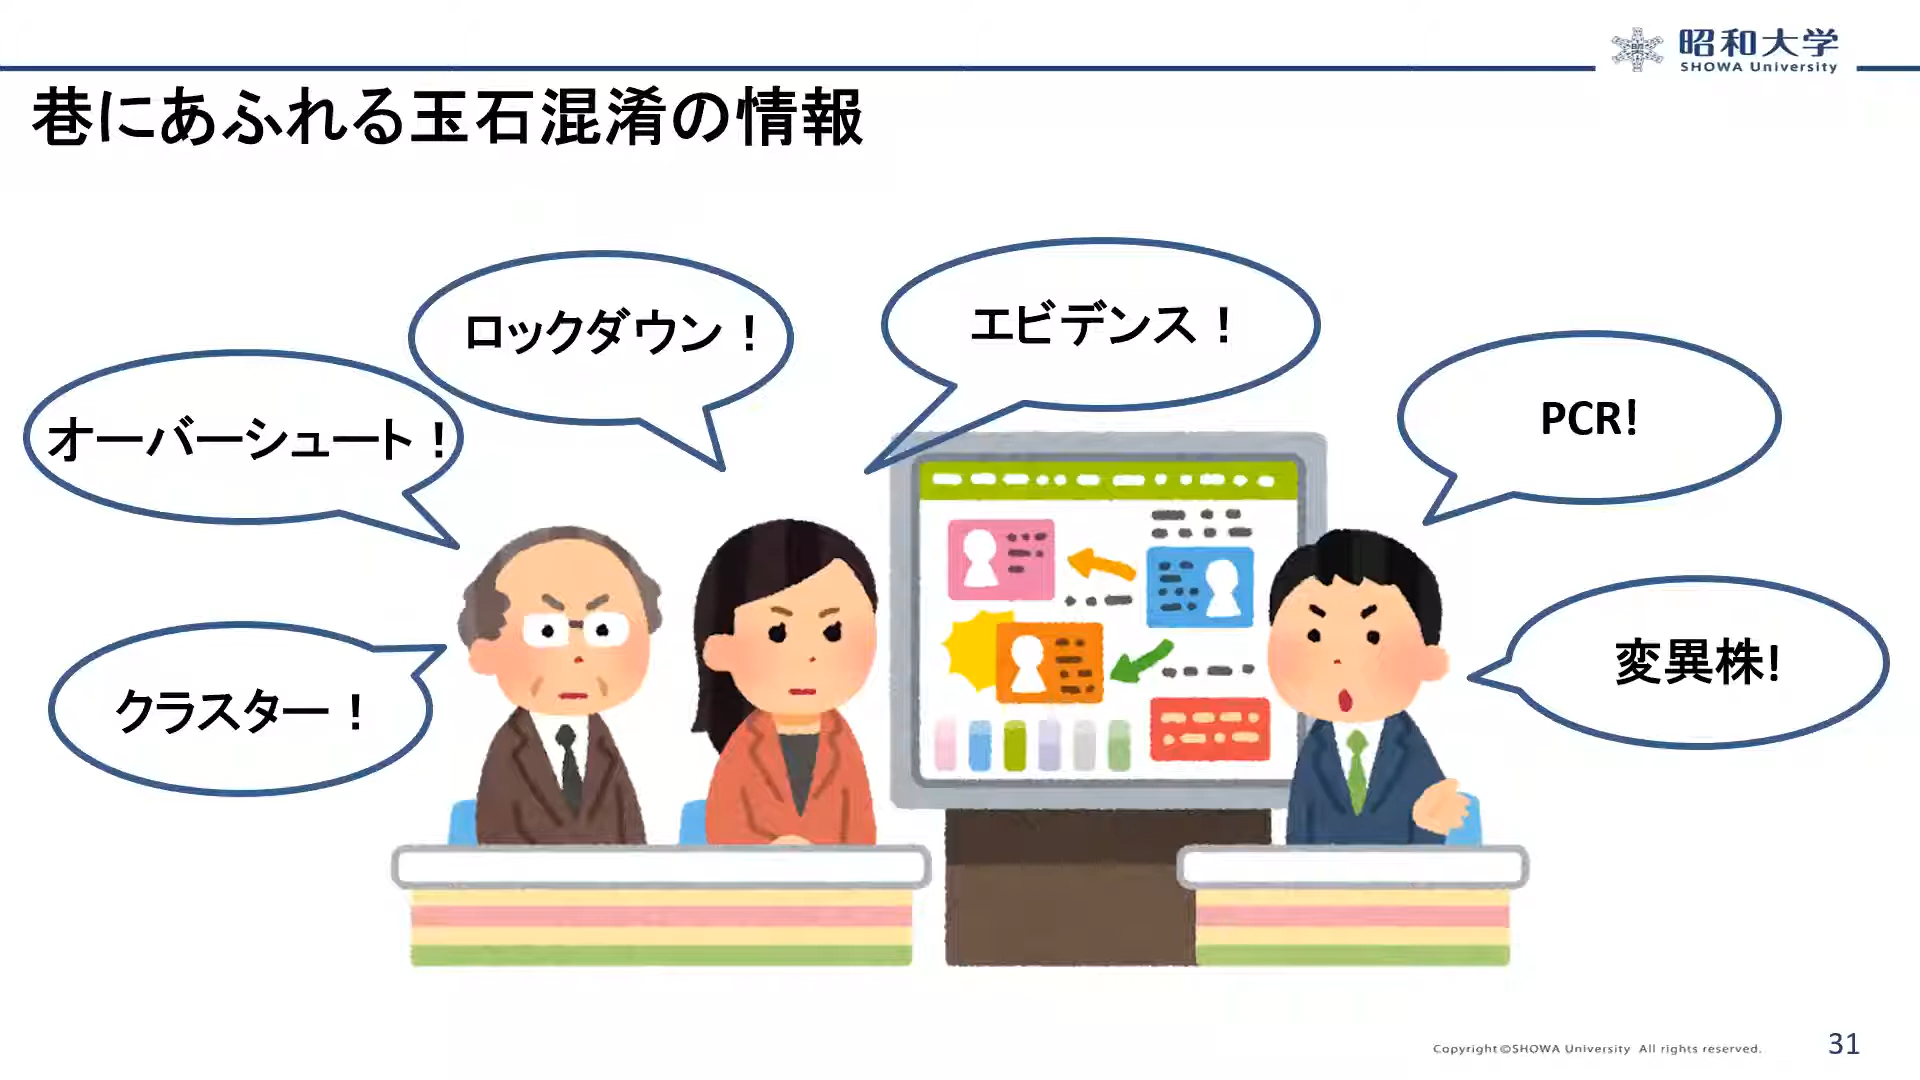 昭和大学
SHOWA University
巷にあふれる玉石混淆の情報
ロックダウン！
エビデンス！
オーバーシュート！
PCR!
クラスター！
変異株!
Copyright©SHOWA University All rights reserved.
31